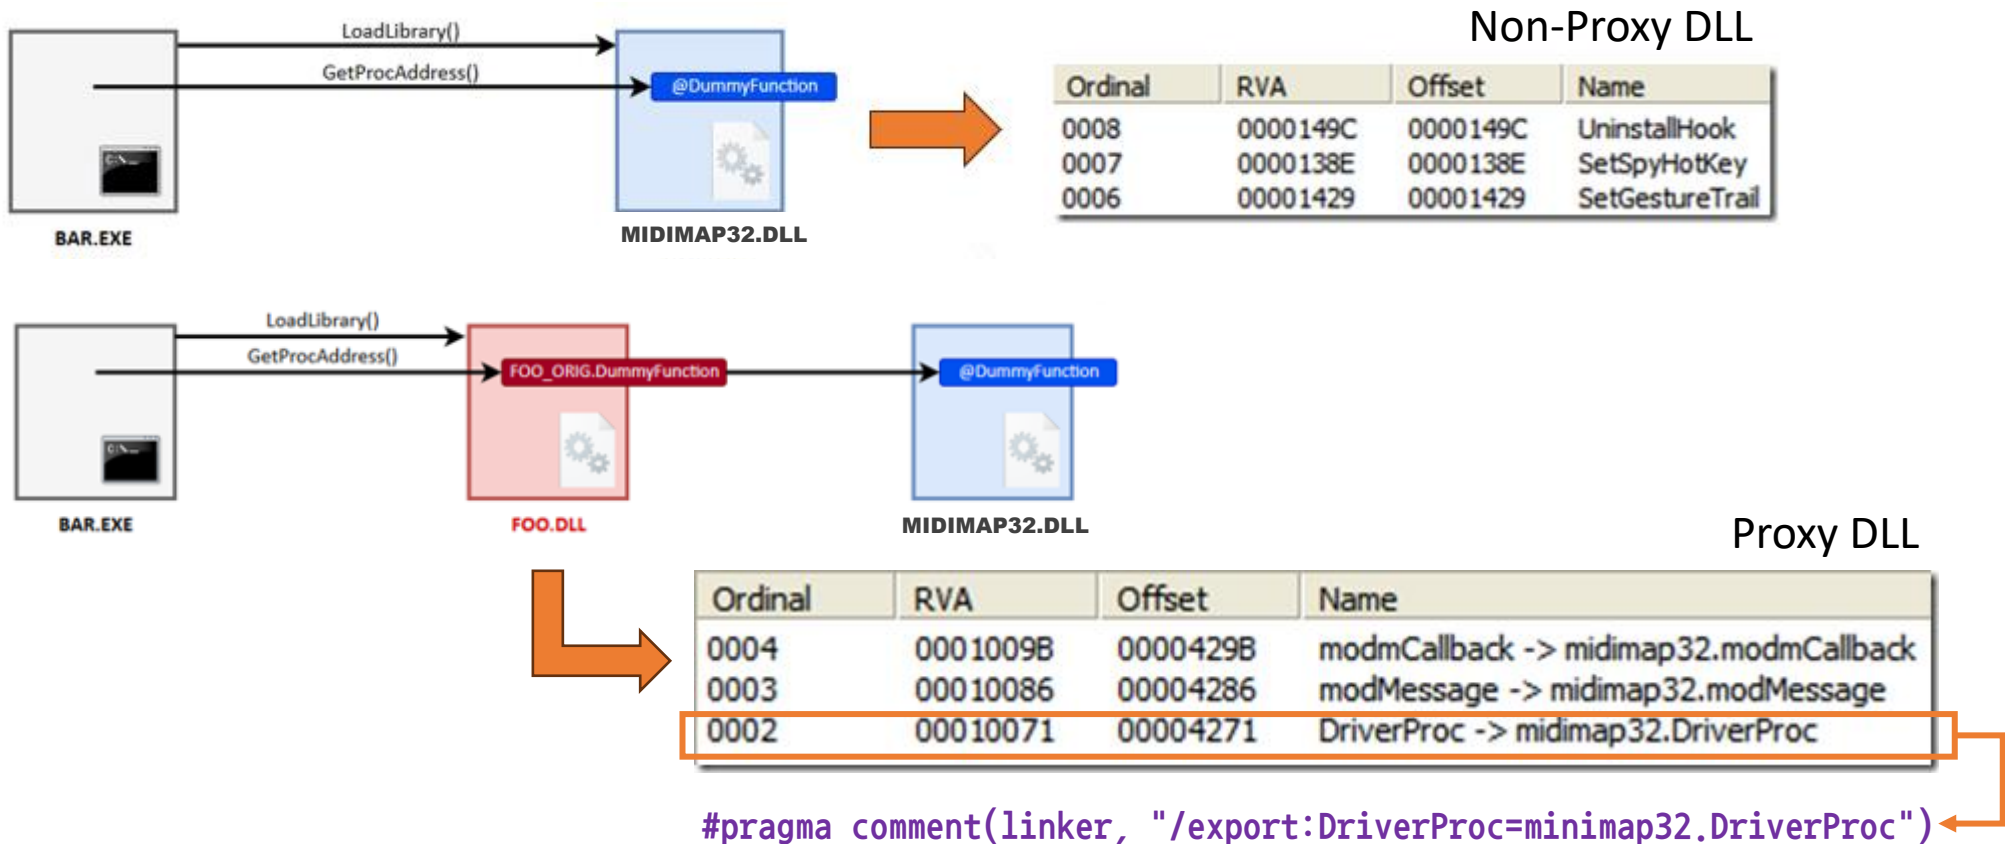 Non-Proxy DLL
LoadLibrary()
GetProcAddress()
@DummyFunction
C:\_
BAR.EXE
MIDIMAP32.DLL
Ordinal RVA Offset Name
0008 0000149C 0000149C UninstallHook
0007 0000138E 0000138E SetSpyHotKey
0006 00001429 00001429 SetGestureTrail
LoadLibrary()
GetProcAddress()
FOO_ORIG.DummyFunction
@DummyFunction
C:\_
BAR.EXE
FOO.DLL
MIDIMAP32.DLL
Proxy DLL
Ordinal RVA Offset Name
0004 0001009B 0000429B modmCallback -> midimap32.modmCallback
0003 00010086 00004286 modMessage -> midimap32.modMessage
0002 00010071 00004271 DriverProc -> midimap32.DriverProc
#pragma comment(linker, "/export:DriverProc=minimap32.DriverProc")